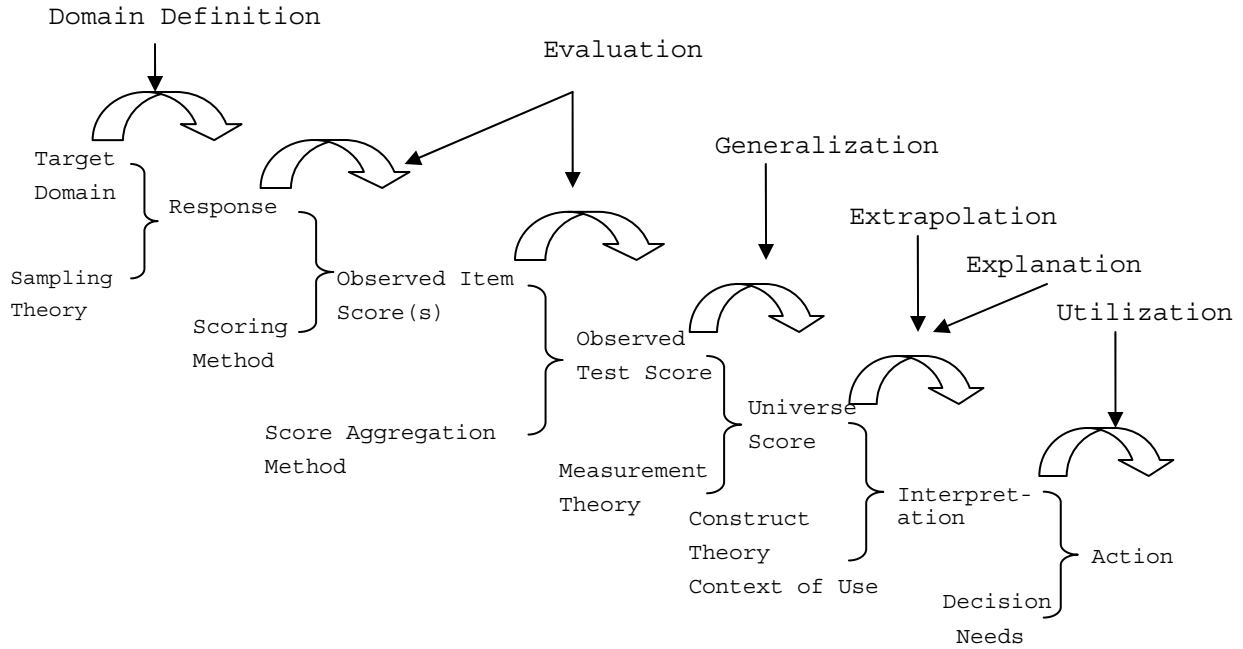 Domain Definition
Evaluation
Generalization
Extrapolation
Explanation
Utilization
Target
Domain
Sampling
Theory
Response
Scoring
Method
Observed Item
Score(s)
Score Aggregation
Method
Observed
Test Score
Measurement
Theory
Universe
Score
Construct
Theory
Context of Use
Interpret-
ation
Decision
Needs
Action